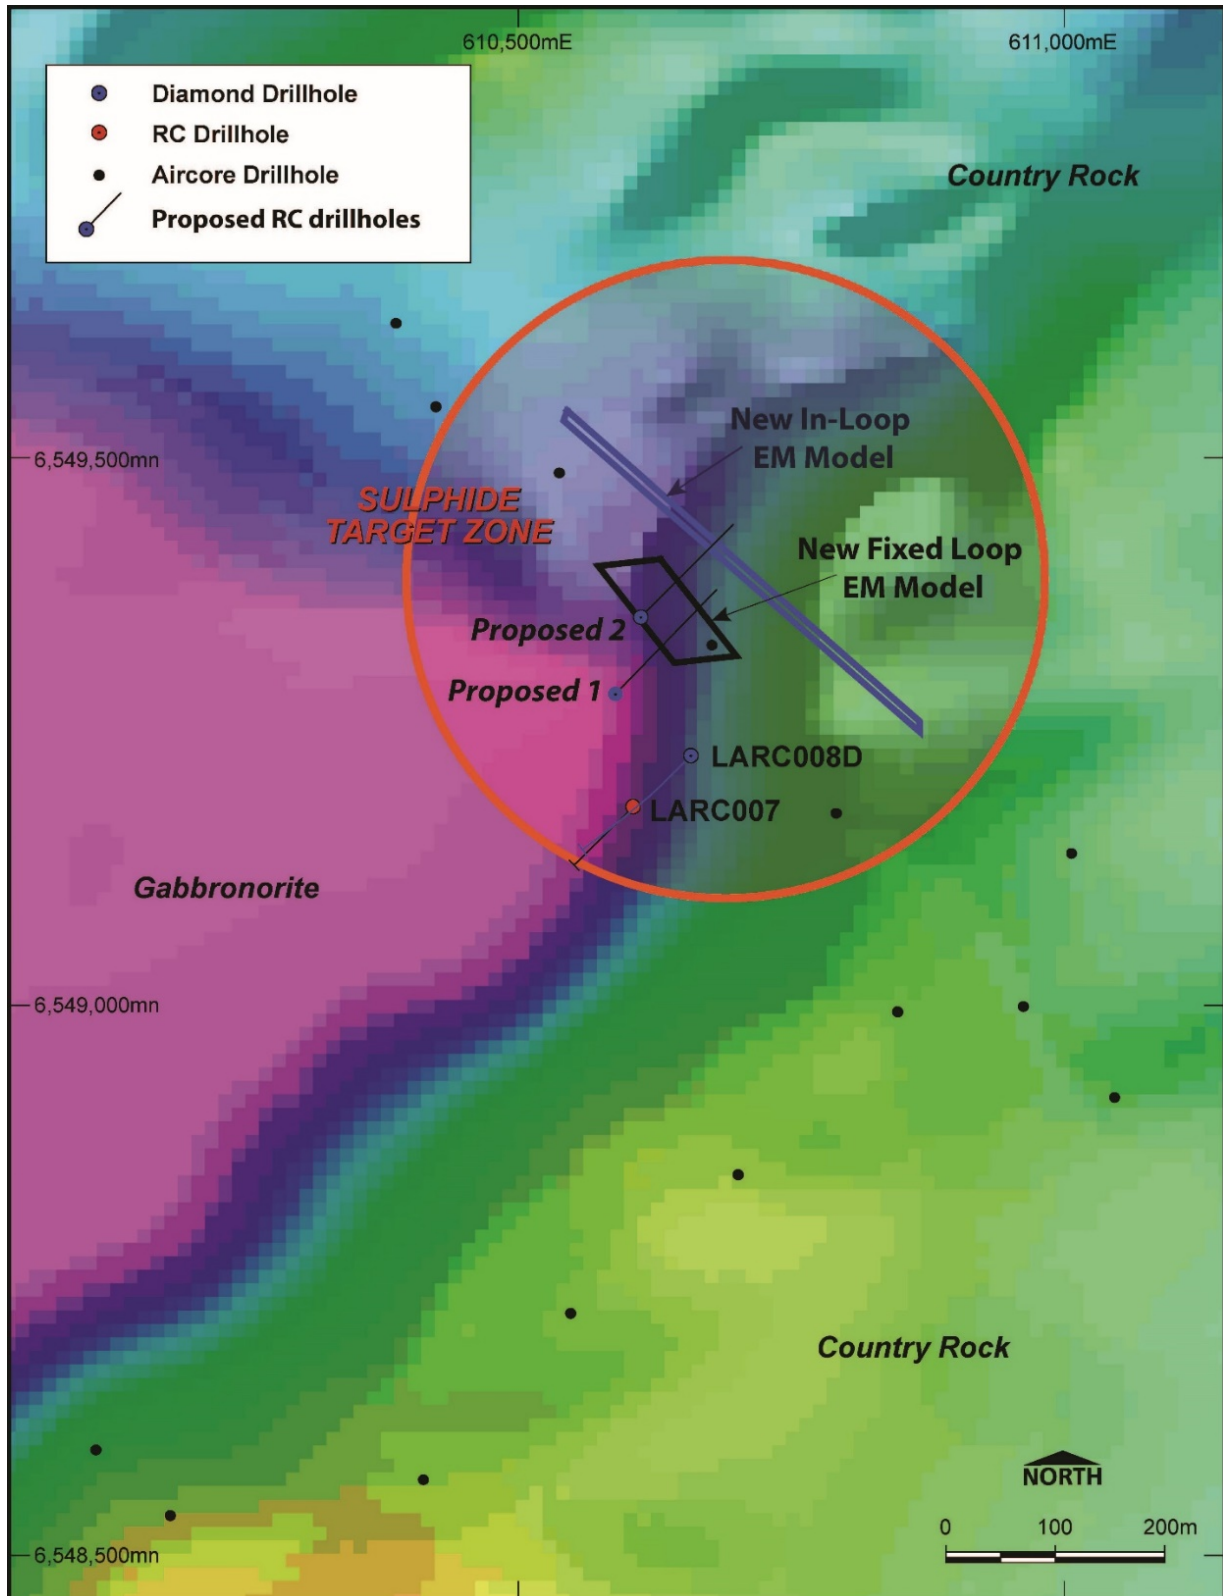 610,500mE
611,000mE
Diamond Drillhole
RC Drillhole
Aircore Drillhole
Proposed RC drillholes
Country Rock
New In-Loop
EM Model
6,549,500mn
SULPHIDE
TARGET ZONE
New Fixed Loop
EM Model
Proposed 2
Proposed 1
LARC008D
LARC007
Gabbronorite
6,549,000mn
Country Rock
NORTH
0 100 200m
6,548,500mn